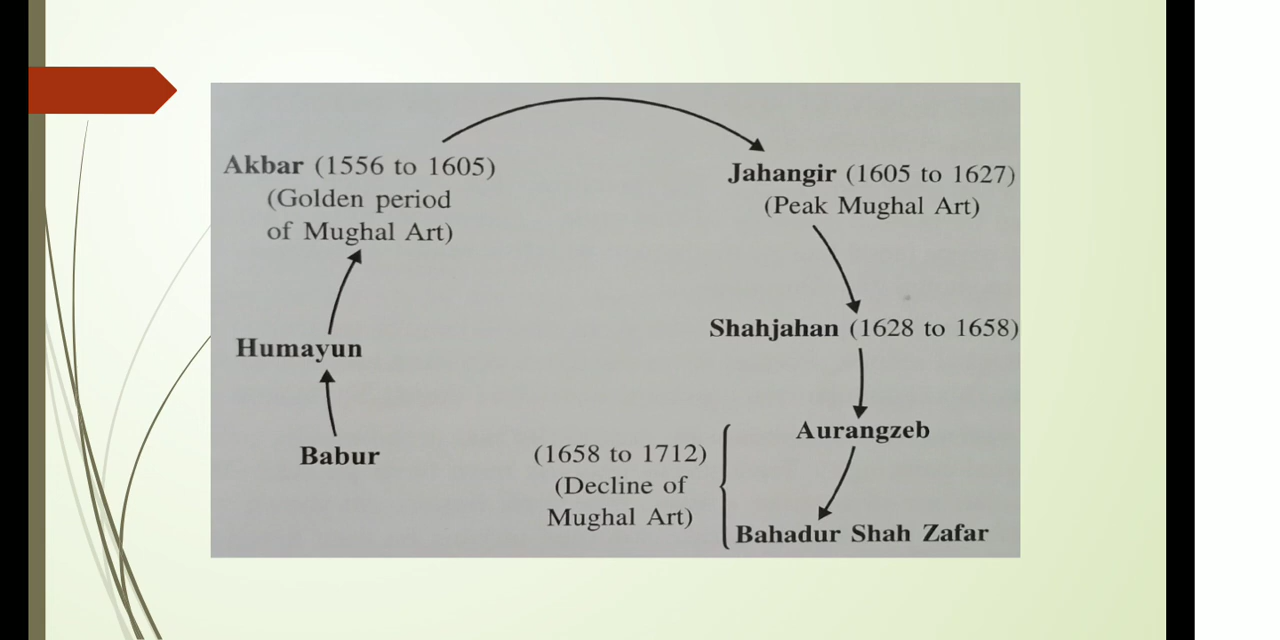 Akbar (1556 to 1605)
(Golden period
of Mughal Art)
Jahangir (1605 to 1627)
(Peak Mughal Art)
Humayun
Shahjahan (1628 to 1658)
Babur
Aurangzeb
(1658 to 1712)
(Decline of
Mughal Art)
Bahadur Shah Zafar